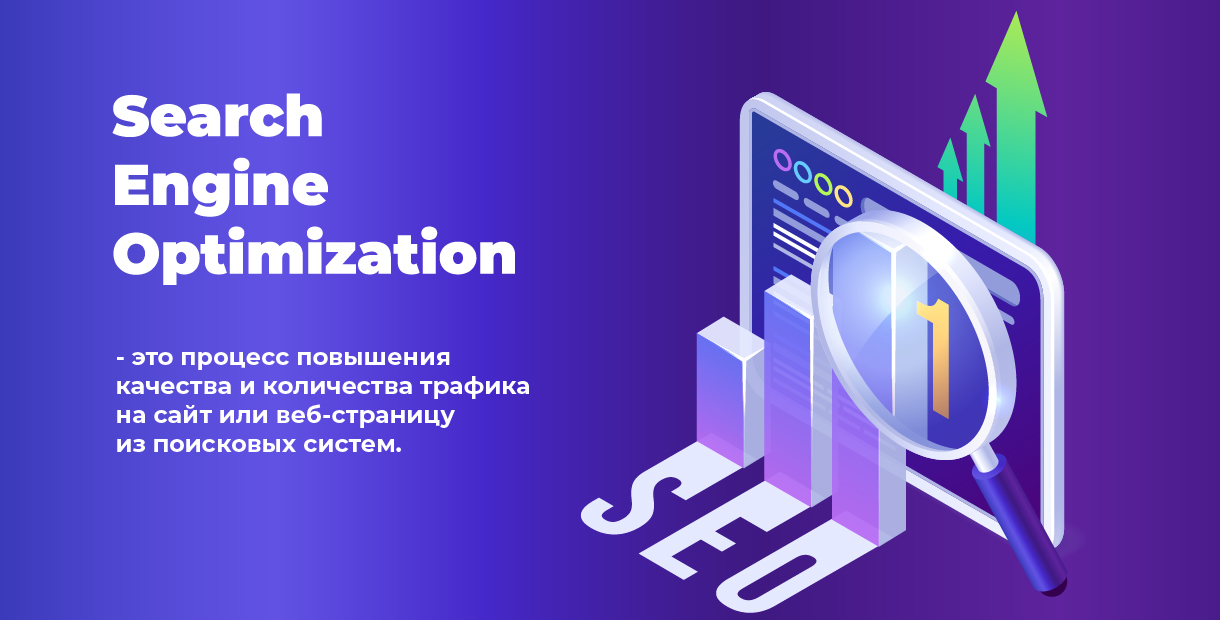 Search
Engine
Optimization
- это процесс повышения
качества и количества трафика
на сайт или веб-страницу
из поисковых систем.
1
SEO